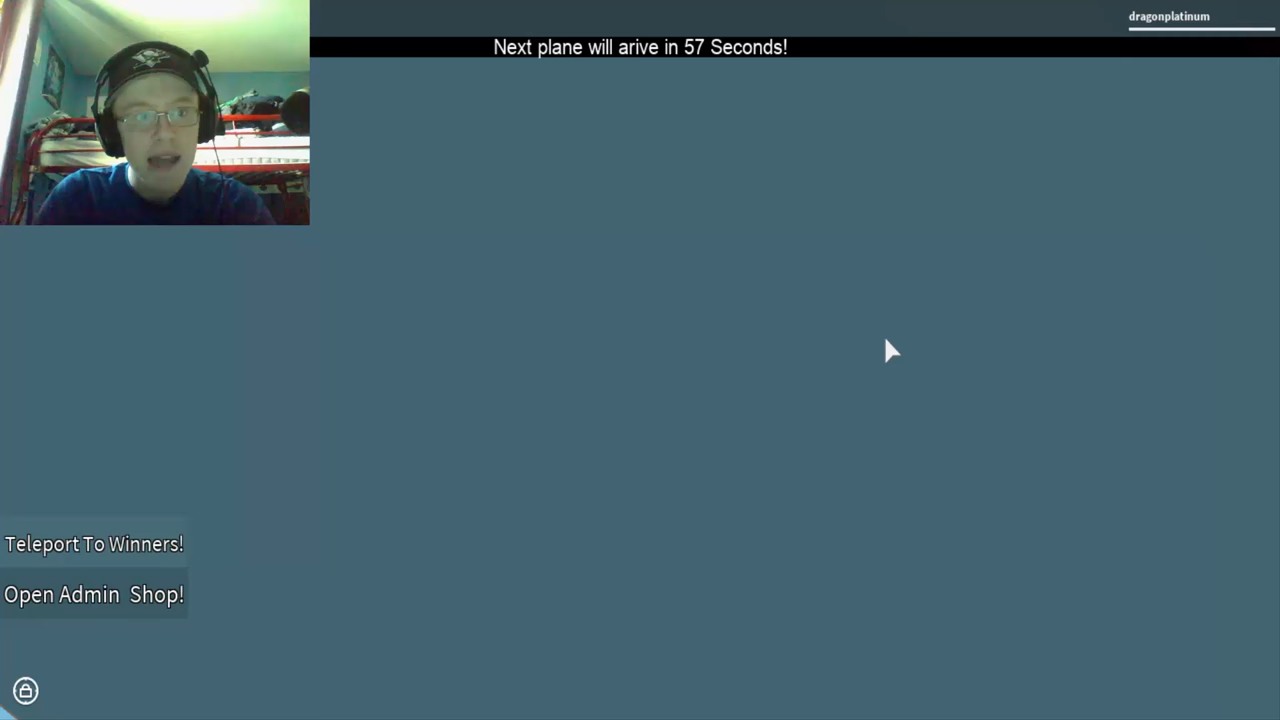 dragonplatinum
Next plane will arive in 57 Seconds!
Teleport To Winners!
Open Admin Shop!